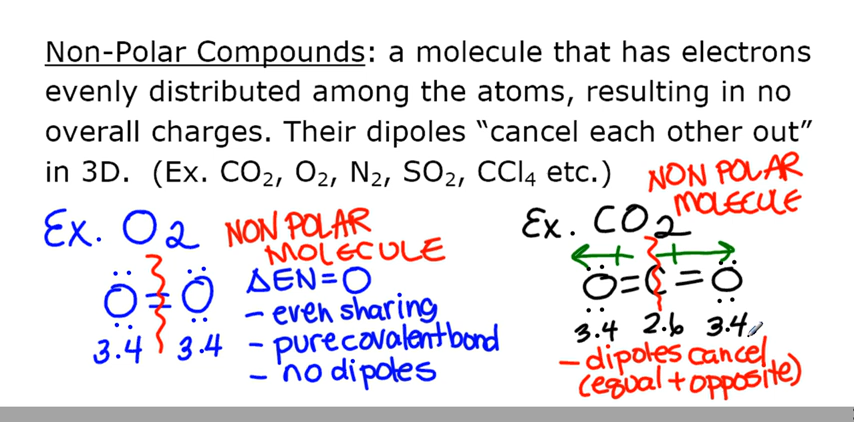 Non-Polar Compounds: a molecule that has electrons
evenly distributed among the atoms, resulting in no
overall charges. Their dipoles “cancel each other out”
in 3D. (Ex. CO₂, O₂, N₂, SO₂, CCl₄ etc.)
Ex. O₂
NON POLAR
MOLECULE
O=O
3.4 3.4
ΔEN=O
- even sharing
- pure covalent bond
- no dipoles
Ex. CO₂
NON POLAR
MOLECULE
O=C=O
3.4 2.6 3.4
- dipoles cancel
(equal + opposite)